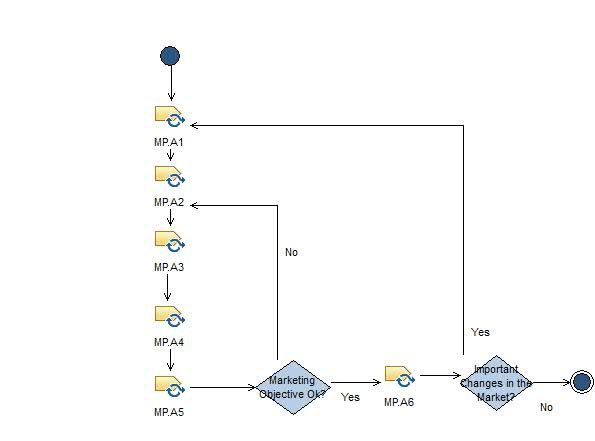 MP.A1
MP.A2
No
MP.A3
Yes
MP.A4
Marketing
Objective Ok?
Yes
MP.A6
Important
Changes in the
Market?
No
MP.A5